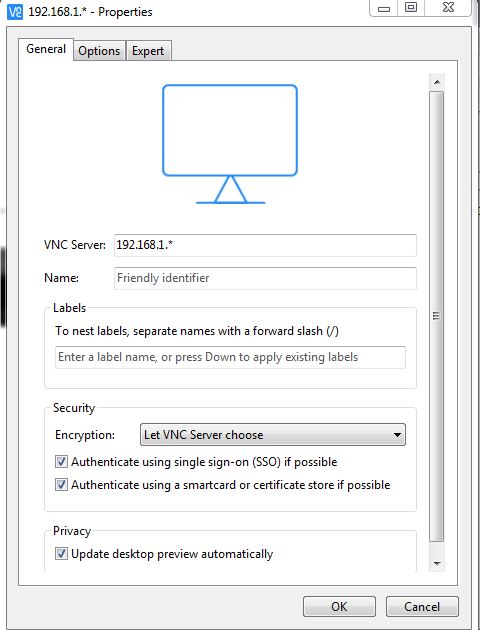 192.168.1.* - Properties
General Options Expert
VNC Server: 192.168.1.*
Name: Friendly identifier
Labels
To nest labels, separate names with a forward slash (/)
Enter a label name, or press Down to apply existing labels
Security
Encryption: Let VNC Server choose
Authenticate using single sign-on (SSO) if possible
Authenticate using a smartcard or certificate store if possible
Privacy
Update desktop preview automatically
OK Cancel